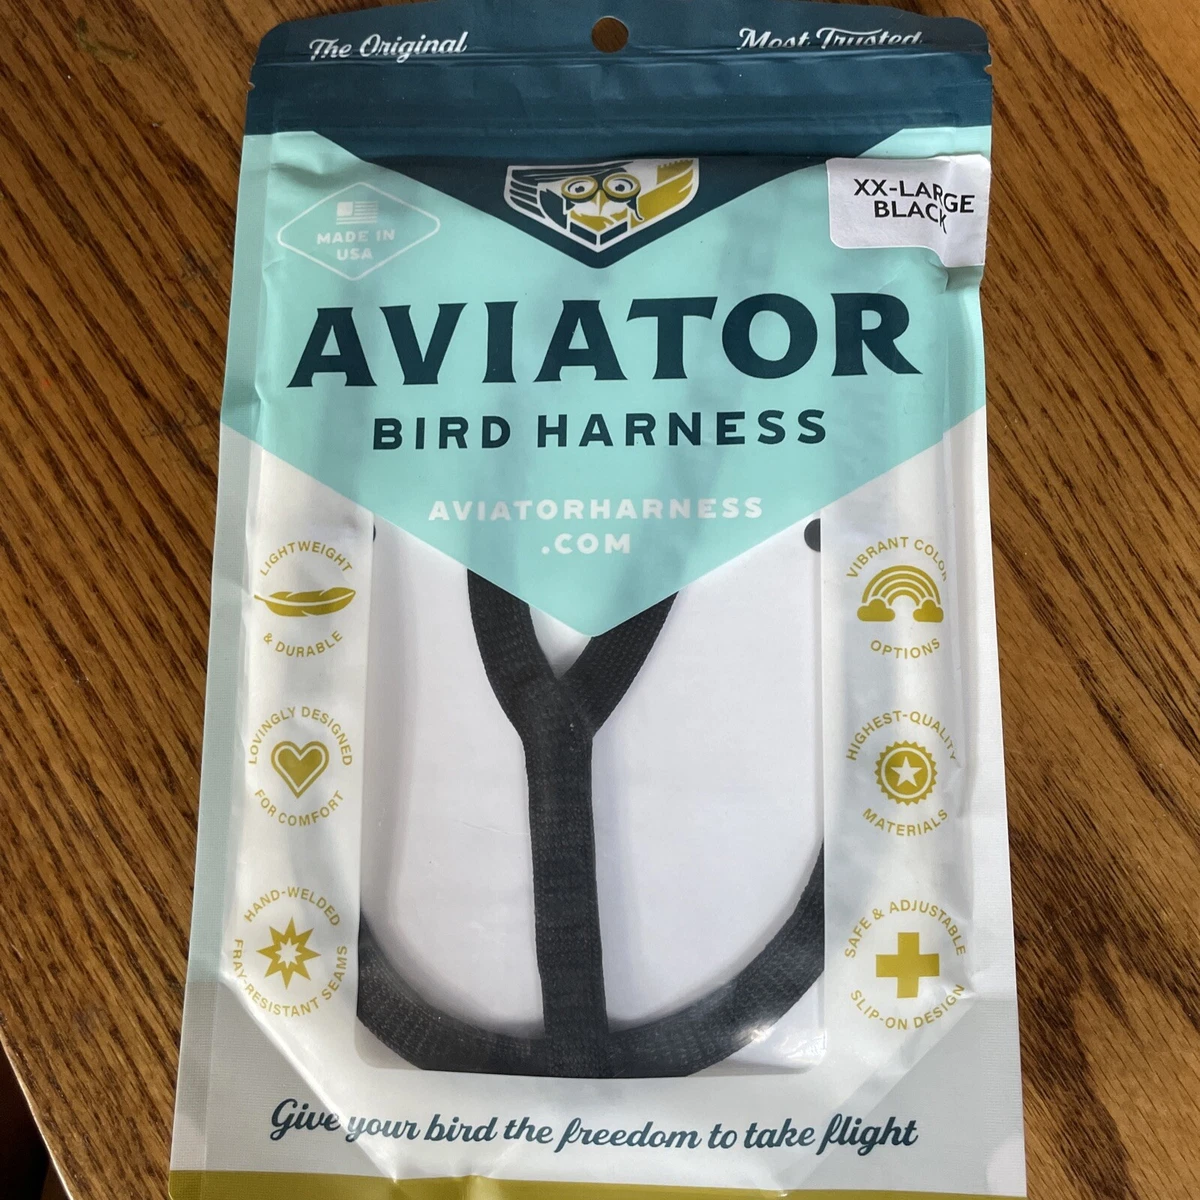 The Original
Most Trusted
XX-LARGE
BLACK
MADE IN
USA
AVIATOR
BIRD HARNESS
AVIATORHARNESS
.COM
LIGHTWEIGHT
& DURABLE
VIBRANT COLOR
OPTIONS
LOVINGLY DESIGNED
FOR COMFORT
HIGHEST-QUALITY
MATERIALS
HAND-WELDED
FRAY-RESISTANT SEAMS
SAFE & ADJUSTABLE
SLIP-ON DESIGN
Give your bird the freedom to take flight